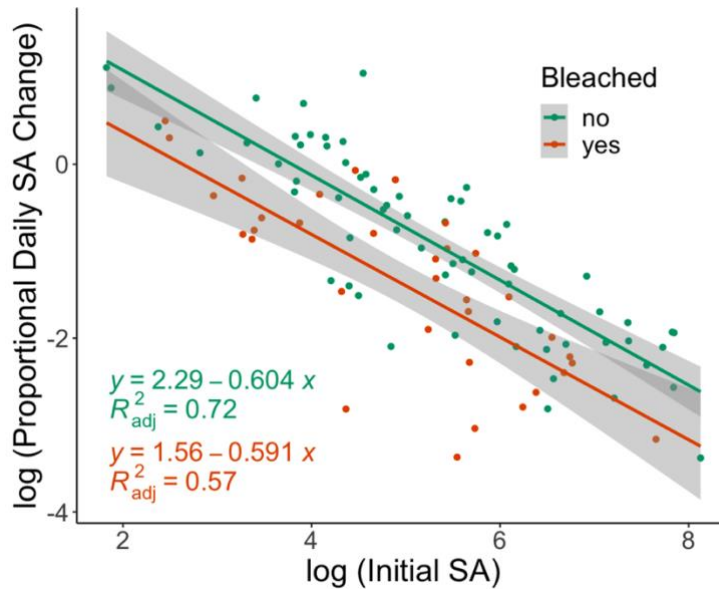 log (Proportional Daily SA Change)
Bleached
no
yes
0
-2
-4
y = 2.29 – 0.604 x
R²adj = 0.72
y = 1.56 – 0.591 x
R²adj = 0.57
2 4 6 8
log (Initial SA)